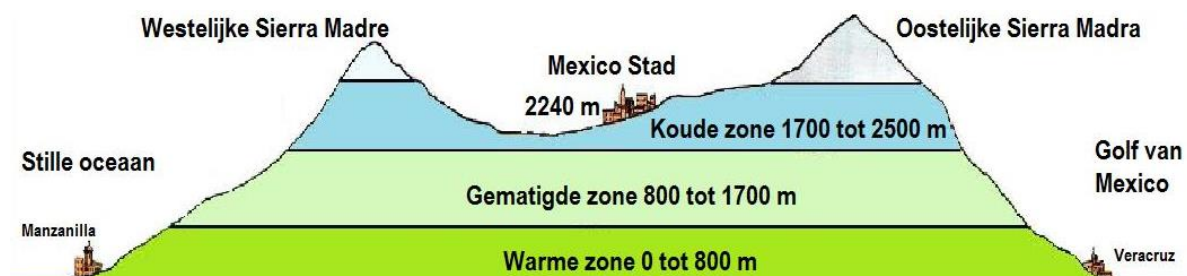 Westelijke Sierra Madre
Oostelijke Sierra Madra
Mexico Stad
2240 m
Koude zone 1700 tot 2500 m
Stille oceaan
Golf van
Mexico
Gematigde zone 800 tot 1700 m
Manzanilla
Veracruz
Warme zone 0 tot 800 m